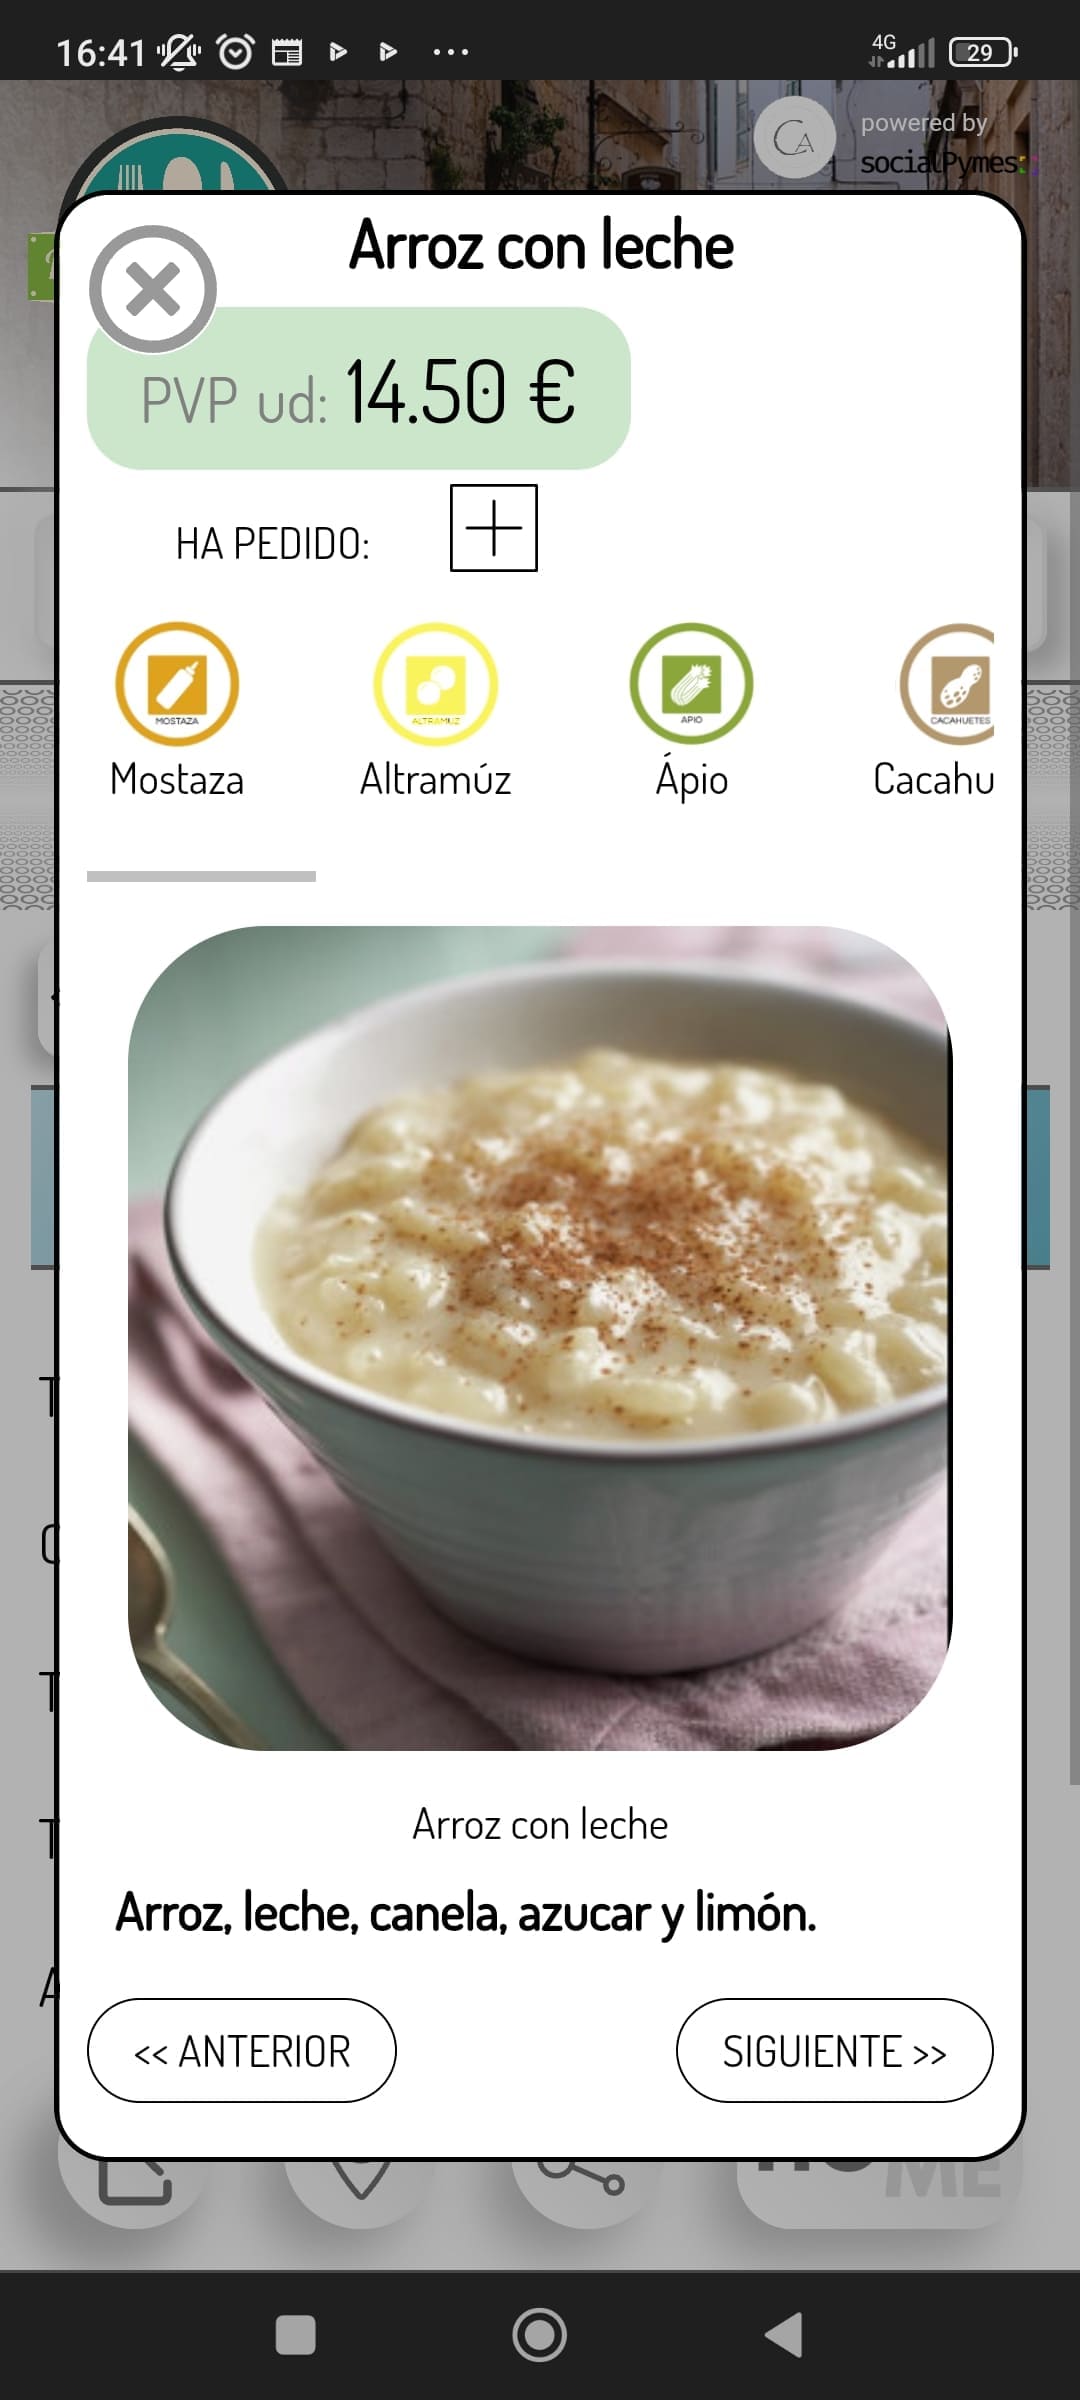 16:41
4G
29
powered by
socialPymes
Arroz con leche
PVP ud: 14.50 €
HA PEDIDO:
MOSTAZA
ALTRAMUZ
APIO
CACAHUETES
Mostaza
Altramúz
Ápio
Cacahu
Arroz con leche
Arroz, leche, canela, azucar y limón.
<< ANTERIOR
SIGUIENTE >>